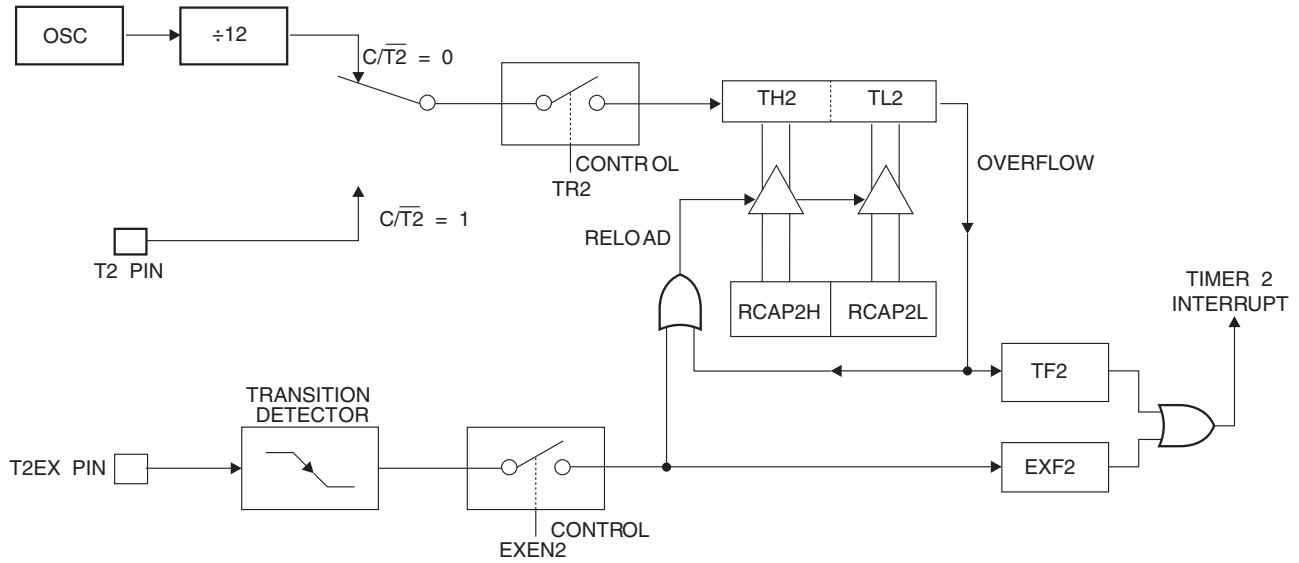 OSC
÷12
C/T2̅ = 0
TH2
TL2
CONTROL
TR2
OVERFLOW
C/T2̅ = 1
T2 PIN
RELOAD
TIMER 2
INTERRUPT
RCAP2H
RCAP2L
TF2
TRANSITION
DETECTOR
T2EX PIN
EXF2
CONTROL
EXEN2